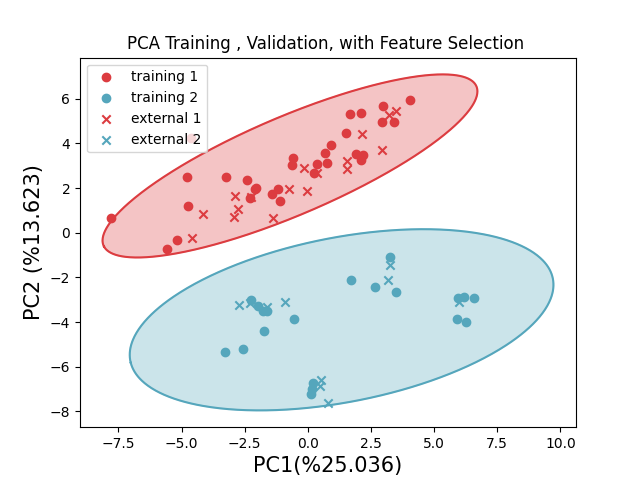 PCA Training , Validation, with Feature Selection
training 1
training 2
external 1
external 2
6
4
2
0
−2
−4
−6
−8
PC2 (%13.623)
−7.5 −5.0 −2.5 0.0 2.5 5.0 7.5 10.0
PC1(%25.036)